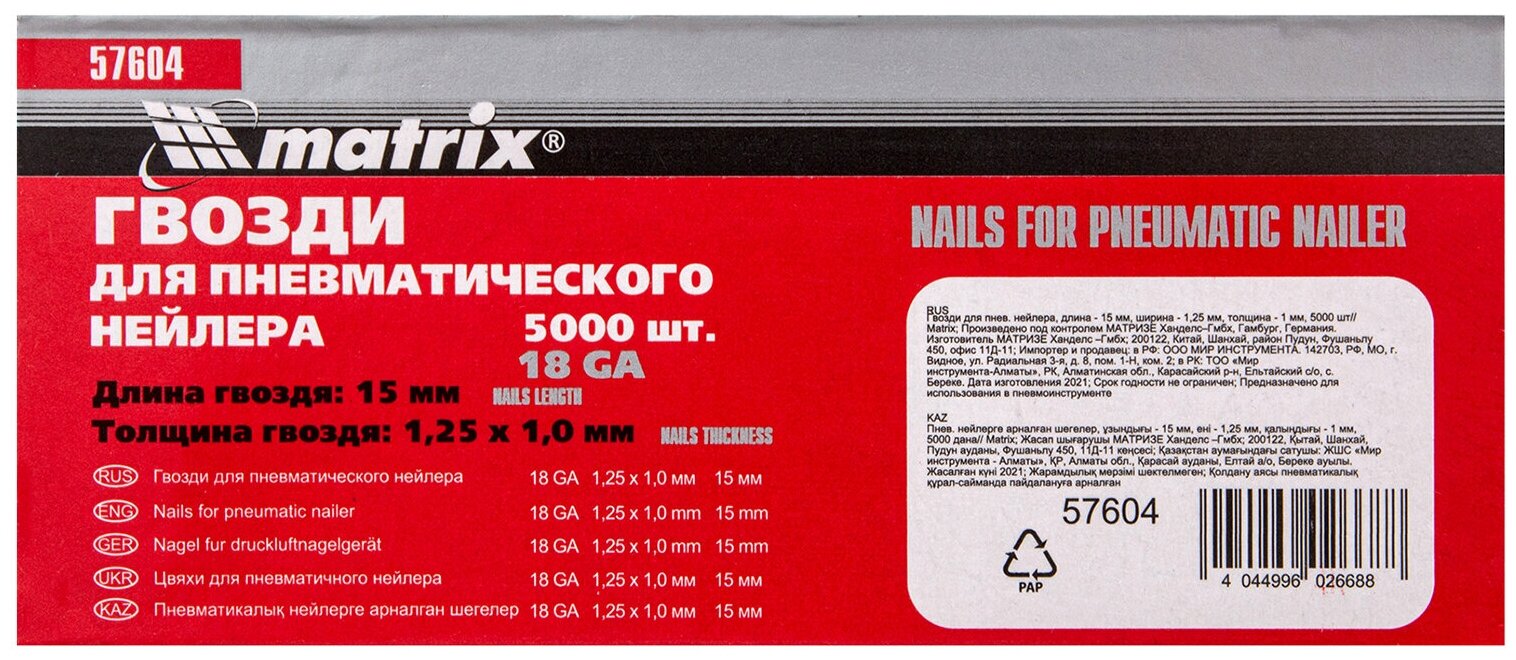 57604
matrix®
ГВОЗДИ
ДЛЯ ПНЕВМАТИЧЕСКОГО
НЕЙЛЕРА 5000 шт.
18 GA
Длина гвоздя: 15 мм NAILS LENGTH
Толщина гвоздя: 1,25 x 1,0 мм NAILS THICKNESS
RUS Гвозди для пневматического нейлера 18 GA 1,25 x 1,0 мм 15 мм
ENG Nails for pneumatic nailer 18 GA 1,25 x 1,0 mm 15 mm
GER Nagel fur druckluftnagelgerät 18 GA 1,25 x 1,0 mm 15 mm
UKR Цвяхи для пневматичного нейлера 18 GA 1,25 x 1,0 мм 15 мм
KAZ Пневматикалық нейлерге арналған шегелер 18 GA 1,25 x 1,0 мм 15 мм
NAILS FOR PNEUMATIC NAILER
RUS
Гвозди для пнев. нейлера, длина - 15 мм, ширина - 1,25 мм, толщина - 1 мм, 5000 шт//
Matrix; Произведено под контролем МАТРИЗЕ Ханделс-Гмбх, Гамбург, Германия.
Изготовитель МАТРИЗЕ Ханделс –Гмбх; 200122, Китай, Шанхай, район Пудун, Фушаньлу
450, офис 11Д-11; Импортер и продавец: в РФ: ООО МИР ИНСТРУМЕНТА. 142703, РФ, МО, г.
Видное, ул. Радиальная 3-я, д. 8, пом. 1-Н, ком. 2; в РК: ТОО «Мир
инструмента-Алматы», РК, Алматинская обл., Карасайский р-н, Ельтайский с/о, с.
Береке. Дата изготовления 2021; Срок годности не ограничен; Предназначено для
использования в пневмоинструменте
KAZ
Пнев. нейлерге арналған шегелер, ұзындығы - 15 мм, ені - 1,25 мм, қалыңдығы - 1 мм,
5000 дана// Matrix; Жасап шығарушы МАТРИЗЕ Ханделс –Гмбх; 200122, Қытай, Шанхай,
Пудун ауданы, Фушаньлу 450, 11Д-11 кеңсесі; Қазақстан аумағындағы сатушы: ЖШС «Мир
инструмента - Алматы», ҚР, Алматы обл., Қарасай ауданы, Елтай а/о, Береке ауылы.
Жасалған күні 2021; Жарамдылық мерзімі шектелмеген; Қолдану аясы пневматикалық
құрал-сайманда пайдалануға арналған
57604
PAP
4 044996 026688